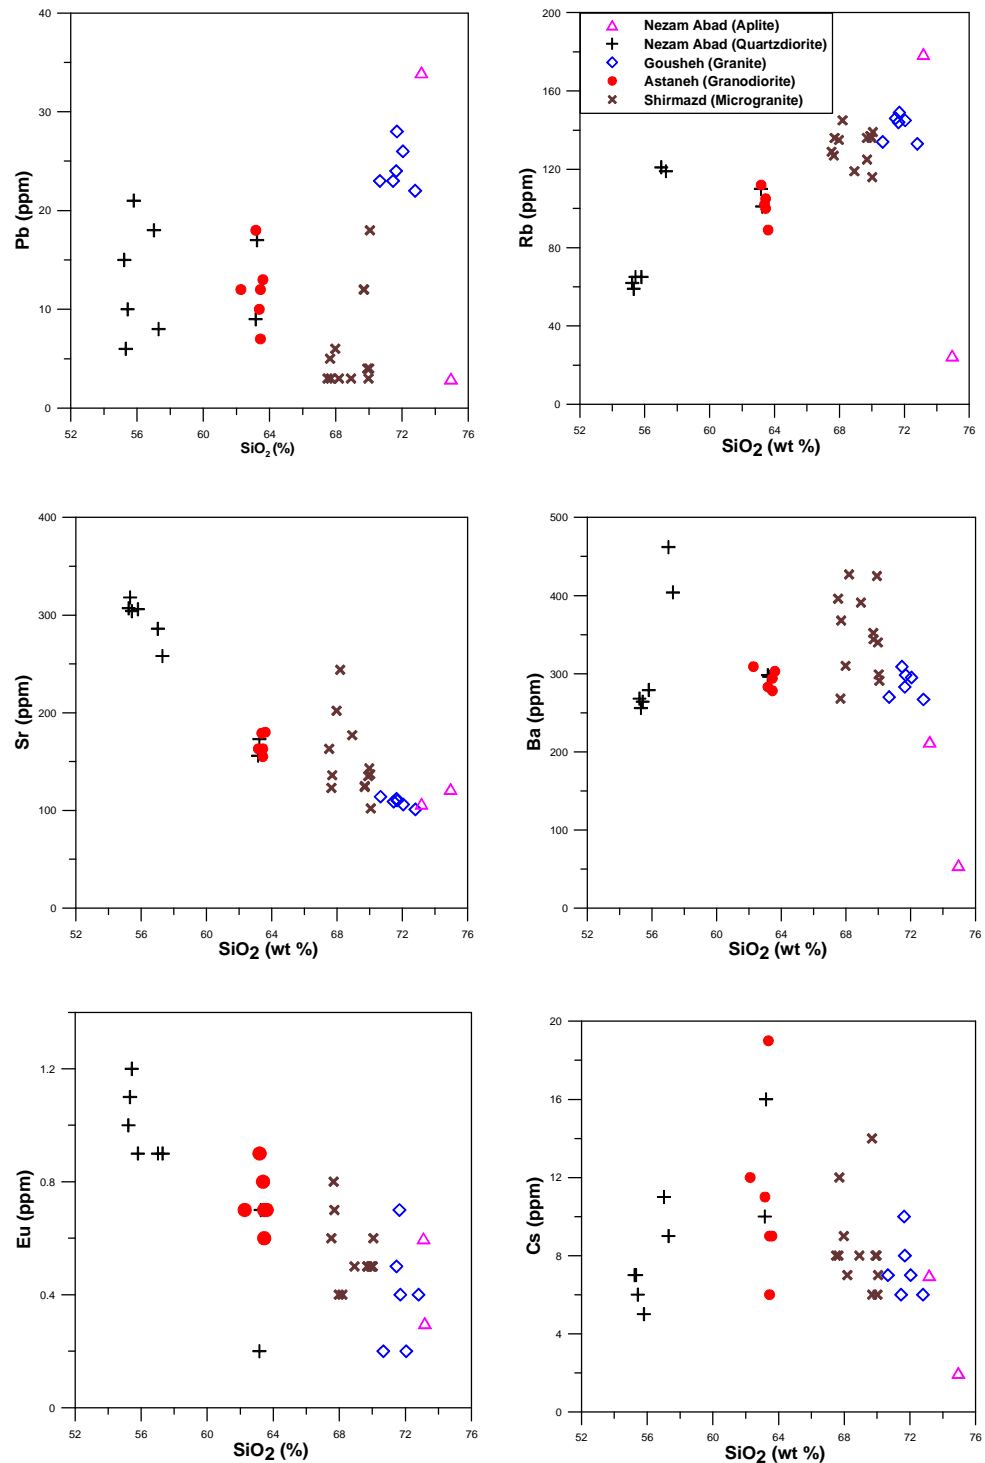 40
30
20
10
0
Pb (ppm)
52 56 60 64 68 72 76
SiO2 (%)
200
160
120
80
40
0
Rb (ppm)
Nezam Abad (Aplite)
Nezam Abad (Quartzdiorite)
Gousheh (Granite)
Astaneh (Granodiorite)
Shirmazd (Microgranite)
52 56 60 64 68 72 76
SiO2 (wt %)
400
300
200
100
0
Sr (ppm)
52 56 60 64 68 72 76
SiO2 (wt %)
500
400
300
200
100
0
Ba (ppm)
52 56 60 64 68 72 76
SiO2 (wt %)
1.2
0.8
0.4
0
Eu (ppm)
52 56 60 64 68 72 76
SiO2 (%)
20
16
12
8
4
0
Cs (ppm)
52 56 60 64 68 72 76
SiO2 (wt %)